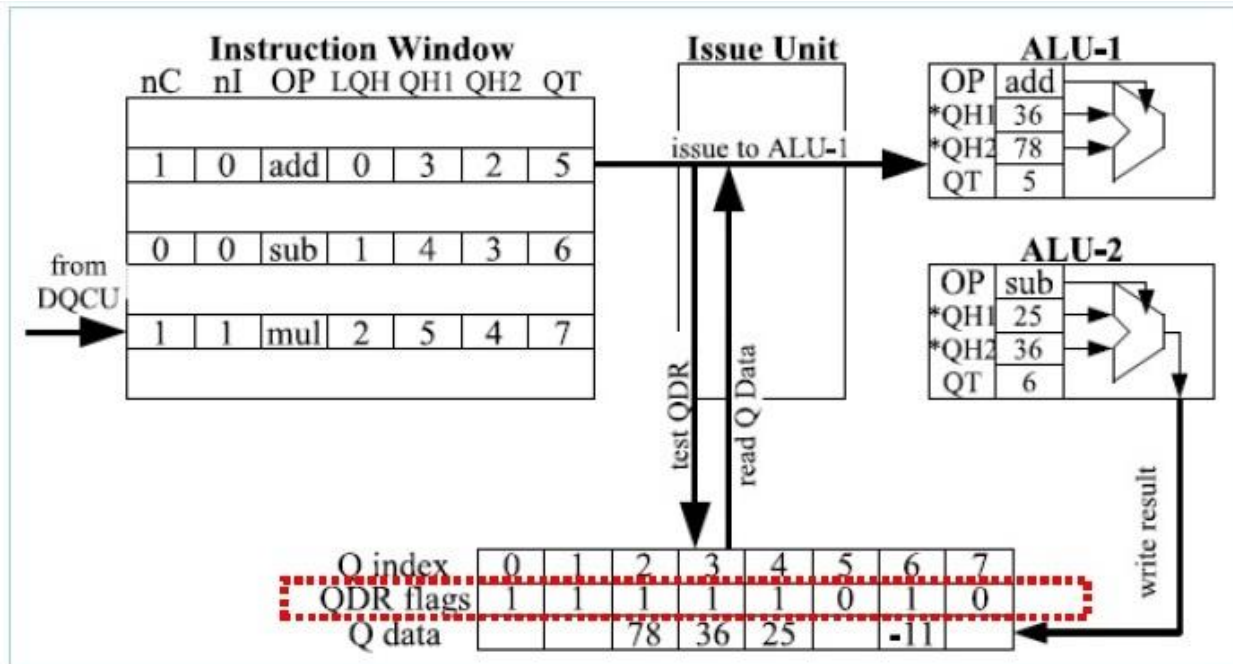 Instruction Window
nC nI OP LQH QH1 QH2 QT
1 0 add 0 3 2 5
0 0 sub 1 4 3 6
1 1 mul 2 5 4 7
from
DQCU
Issue Unit
issue to ALU-1
test QDR
read Q Data
ALU-1
OP add
*QH1 36
*QH2 78
QT 5
ALU-2
OP sub
*QH1 25
*QH2 36
QT 6
write result
Q index 0 1 2 3 4 5 6 7
QDR flags 1 1 1 1 1 0 1 0
Q data 78 36 25 -11